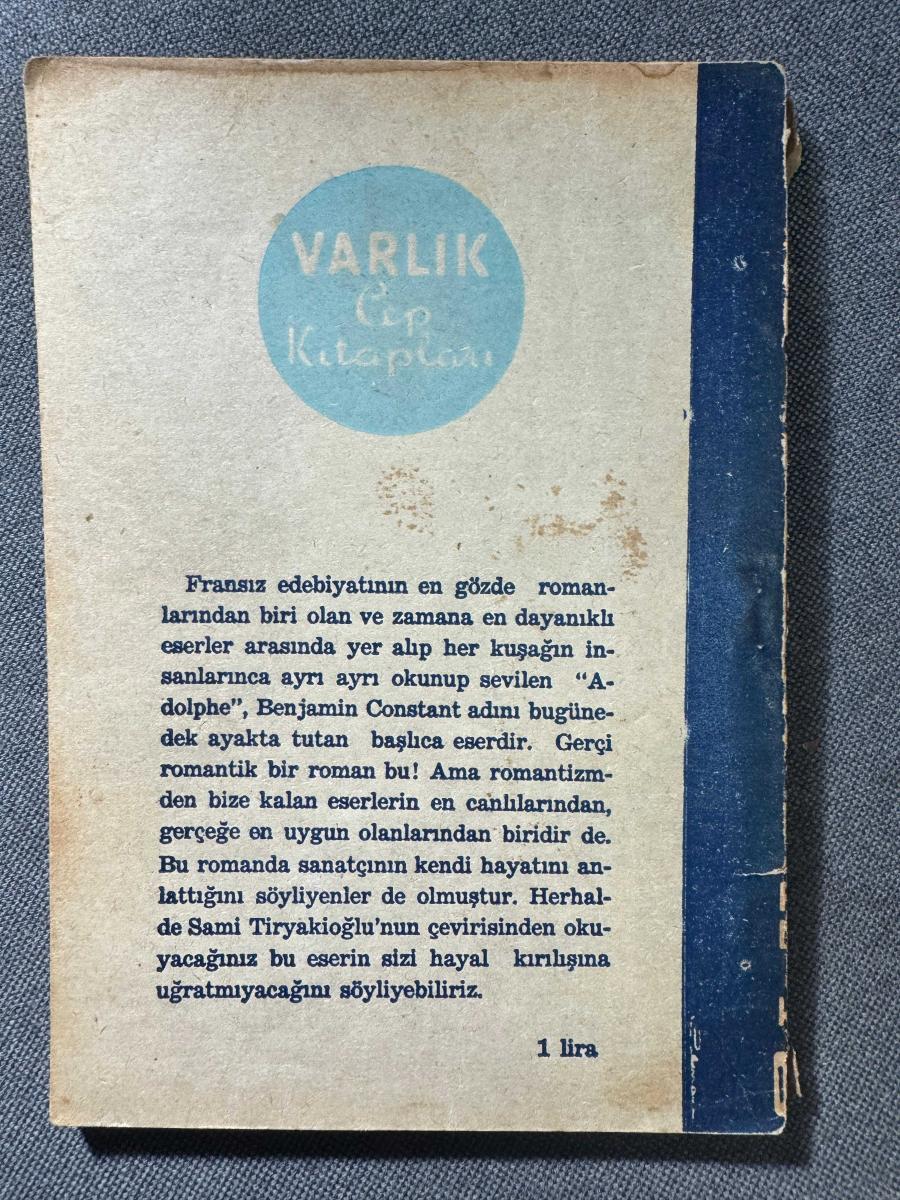 VARLIK
Cep
Kitapları
Fransız edebiyatının en gözde roman-
larından biri olan ve zamana en dayanıklı
eserler arasında yer alıp her kuşağın in-
sanlarınca ayrı ayrı okunup sevilen “A-
dolphe”, Benjamin Constant adını bugüne-
dek ayakta tutan başlıca eserdir. Gerçi
romantik bir roman bu! Ama romantizm-
den bize kalan eserlerin en canlılarından,
gerçeğe en uygun olanlarından biridir de.
Bu romanda sanatçının kendi hayatını an-
lattığını söyliyenler de olmuştur. Herhal-
de Sami Tiryakioğlu’nun çevirisinden oku-
yacağınız bu eserin sizi hayal kırılışına
uğratmıyacağını söyliyebiliriz.
1 lira